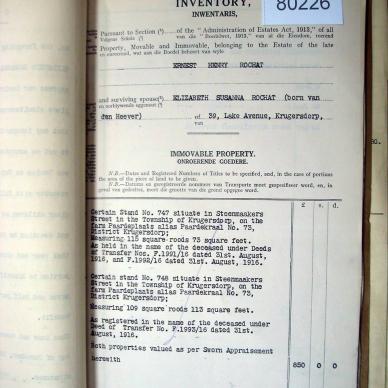 INVENTORY,
INVENTARIS,
80226
Pursuant to Section (¹) of the "Administration of Estates Act, 1913," of all
Volgens Sektie (¹) van de "Boedelwet, 1913," van al die Eiendom, roerend
Property, Movable and Immovable, belonging to the Estate of the late
en onroerend, wat aan die Boedel behoort van wyle
ERNEST HENRY ROCHAT
and surviving spouse(²) ELIZABETH SUSANNA ROCHAT (born van
den Heever) of 39, Lake Avenue, Krugersdorp,
IMMOVABLE PROPERTY.
ONROERENDE GOEDERE.
N.B.—Dates and Registered Numbers of Titles to be specified, and, in the case of portions
the area of the piece of land to be given.
N.B.—Datums en geregistreerde nommers van Transporte moet gespesifiseer word, en, in
geval van gedeeltes, moet die grootte van die grond opgegee word.
£ s. d.
Certain Stand No. 747 situate in Steenmaakers
Street in the Township of Krugersdorp, on the
farm Paardeplants alias Paardekraal No. 73,
District Krugersdorp;
Measuring 115 square-roods 73 square feet.
As held in the name of the deceased under Deeds
of Transfer Nos. F.1991/16 dated 31st. August,
1916, and F.1992/16 dated 31st. August, 1916.
Certain stand No. 748 situate in Steenmaakers
Street in the Township of Krugersdorp, on the
farm Paardeplaats alias Paardekraal No. 73,
District Krugersdorp;
Measuring 109 square roods 113 square feet.
As registered in the name of the deceased under
Deed of Transfer No. F.1993/16 dated 31st.
August, 1916.
Both properties valued as per Sworn Appraisement
herewith 850 0 0